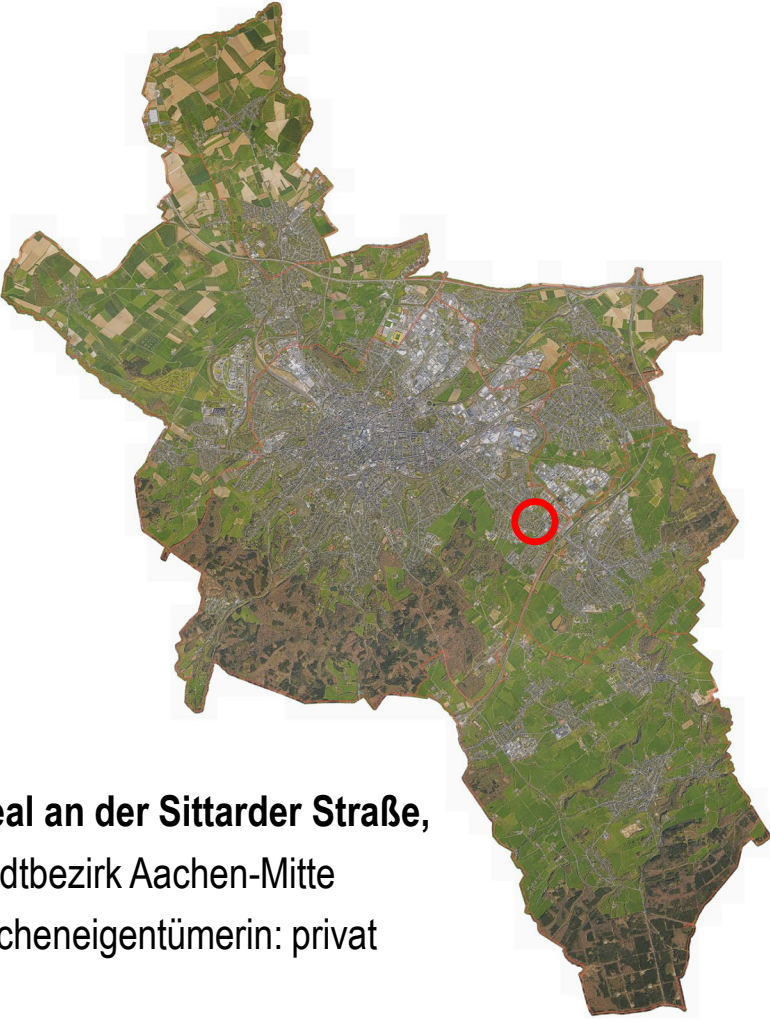 eal an der Sittarder Straße,
dtbezirk Aachen-Mitte
cheneigentümerin: privat